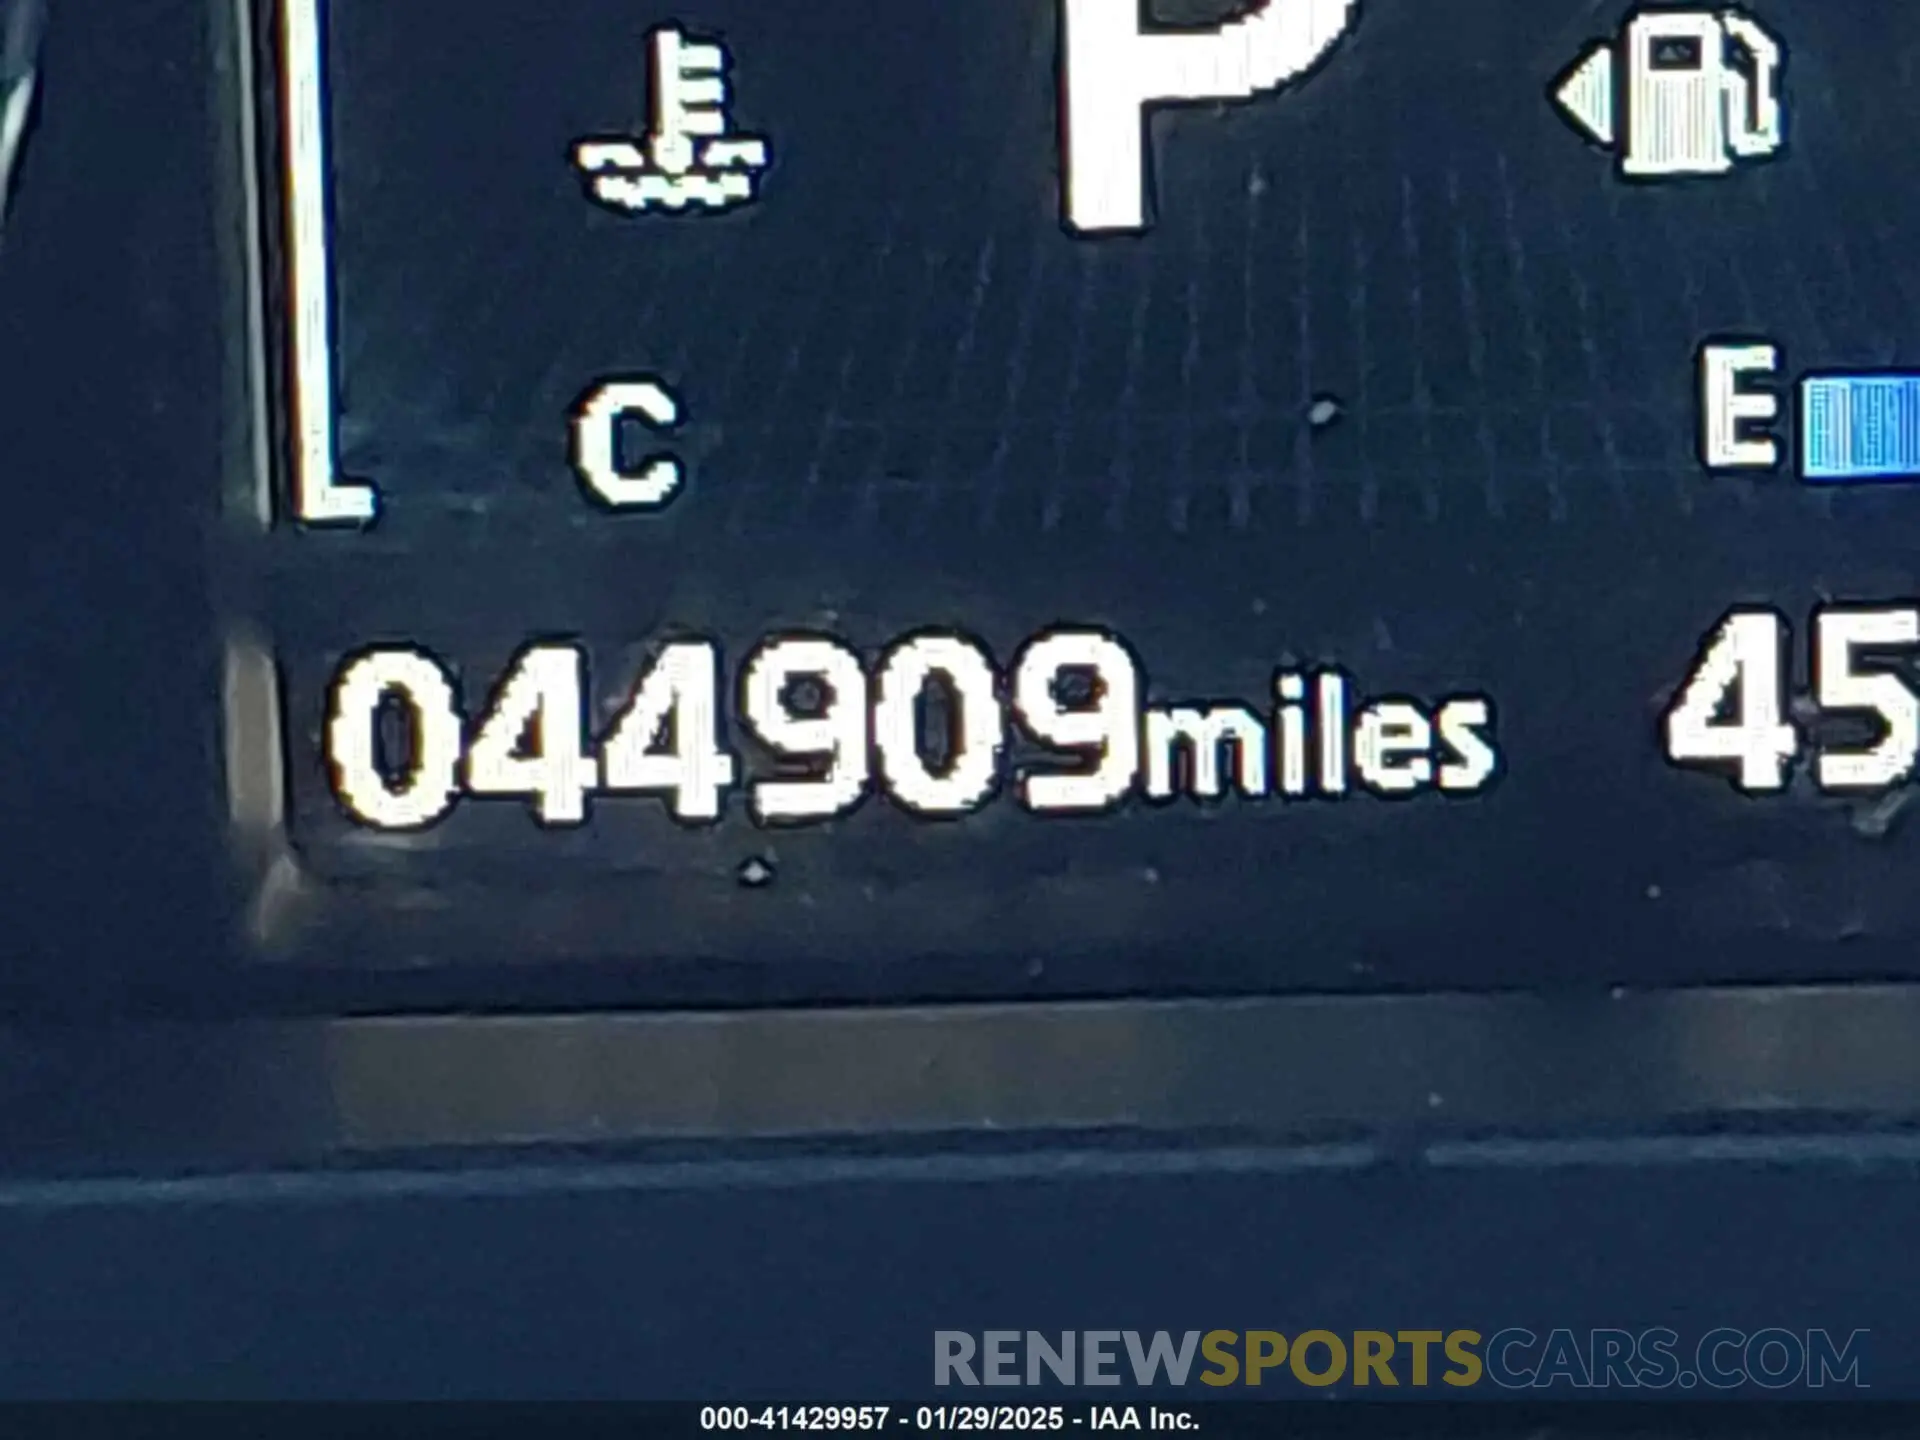 P
C
E
044909miles 45
RENEWSPORTSCARS.COM
000-41429957 - 01/29/2025 - IAA Inc.